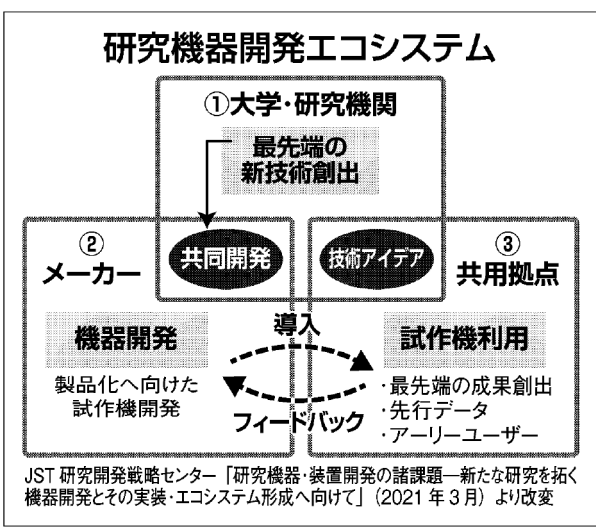 研究機器開発エコシステム
①大学・研究機関
最先端の
新技術創出
②
メーカー
共同開発
技術アイデア
③
共用拠点
導入
機器開発
試作機利用
製品化へ向けた
試作機開発
・最先端の成果創出
・先行データ
・アーリーユーザー
フィードバック
JST 研究開発戦略センター「研究機器・装置開発の諸課題―新たな研究を拓く
機器開発とその実装・エコシステム形成へ向けて」（2021 年 3 月）より改変